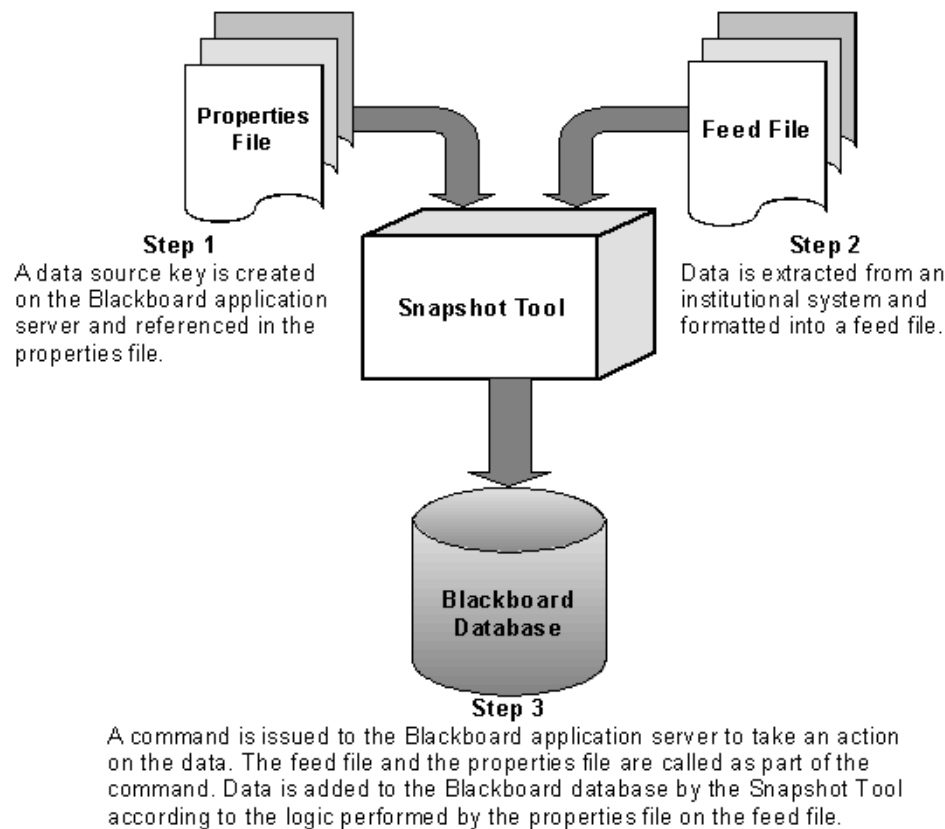 Properties
File
Feed File
Step 1
A data source key is created
on the Blackboard application
server and referenced in the
properties file.
Snapshot Tool
Step 2
Data is extracted from an
institutional system and
formatted into a feed file.
Blackboard
Database
Step 3
A command is issued to the Blackboard application server to take an action
on the data. The feed file and the properties file are called as part of the
command. Data is added to the Blackboard database by the Snapshot Tool
according to the logic performed by the properties file on the feed file.